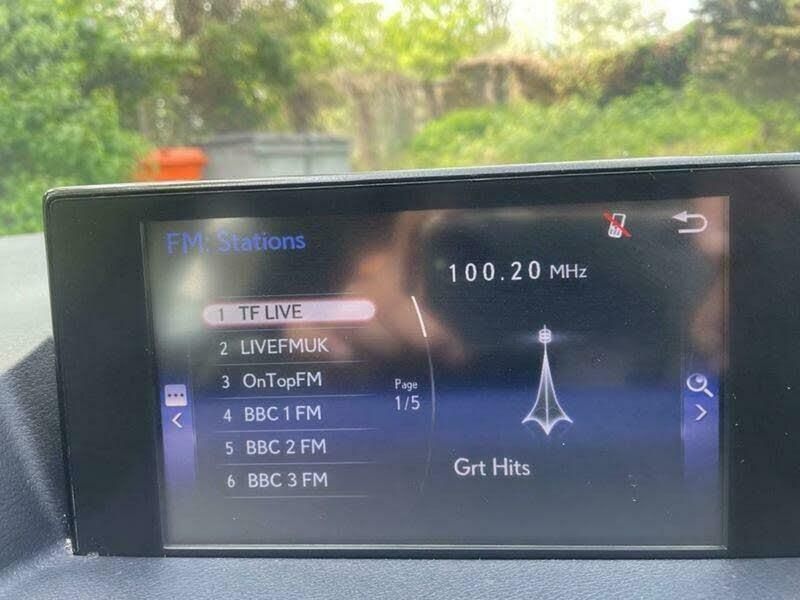 FM: Stations
100.20 MHz
1 TF LIVE
2 LIVEFMUK
3 OnTopFM
4 BBC 1 FM
5 BBC 2 FM
6 BBC 3 FM
Page
1/5
Grt Hits